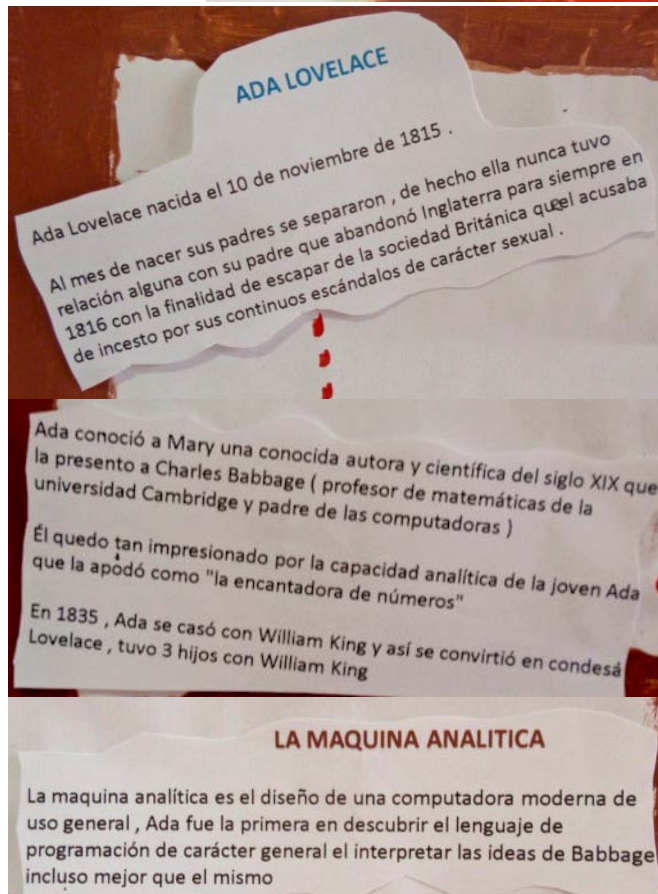 ADA LOVELACE
Ada Lovelace nacida el 10 de noviembre de 1815 .
Al mes de nacer sus padres se separaron , de hecho ella nunca tuvo
relación alguna con su padre que abandonó Inglaterra para siempre en
1816 con la finalidad de escapar de la sociedad Británica que el acusaba
de incesto por sus continuos escándalos de carácter sexual .
Ada conoció a Mary una conocida autora y científica del siglo XIX que
la presento a Charles Babbage ( profesor de matemáticas de la
universidad Cambridge y padre de las computadoras )
Él quedo tan impresionado por la capacidad analítica de la joven Ada
que la apodó como "la encantadora de números"
En 1835 , Ada se casó con William King y así se convirtió en condesá
Lovelace , tuvo 3 hijos con William King
LA MAQUINA ANALITICA
La maquina analítica es el diseño de una computadora moderna de
uso general , Ada fue la primera en descubrir el lenguaje de
programación de carácter general el interpretar las ideas de Babbage
incluso mejor que el mismo